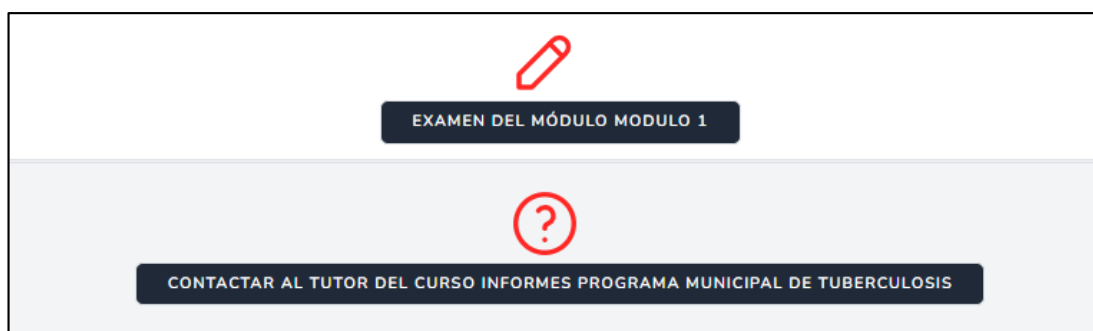 EXAMEN DEL MÓDULO MODULO 1
CONTACTAR AL TUTOR DEL CURSO INFORMES PROGRAMA MUNICIPAL DE TUBERCULOSIS